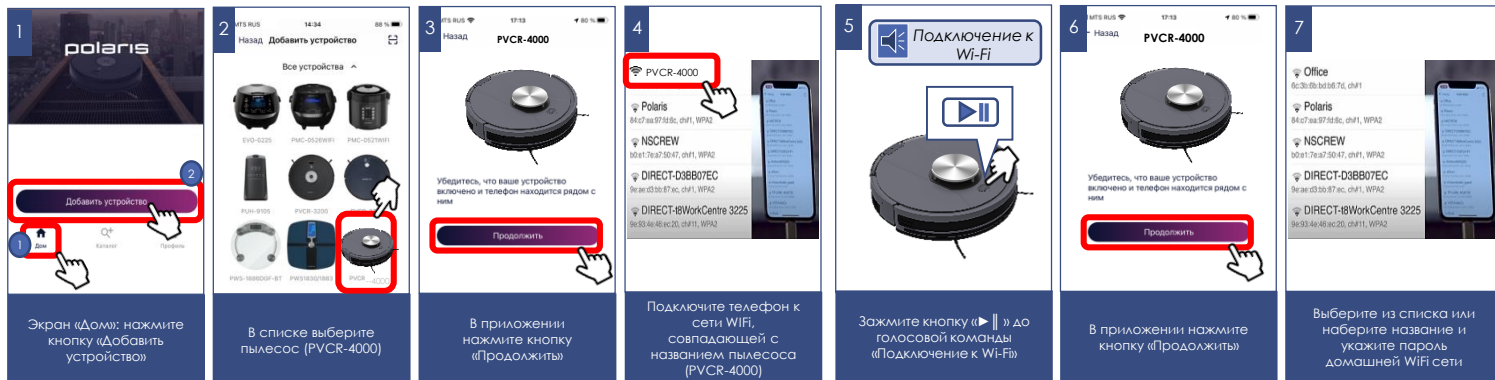 1
polaris
2
Добавить устройство
1
Дом
Каталог
Профиль
Экран «Дом»: нажмите
кнопку «Добавить
устройство»
2
MTS RUS 14:34 88 %
Назад Добавить устройство
Все устройства
EVO-0225 PMC-0526WIFI PMC-0521WIFI
PUH-9105 PVCR-3200
PWS-1886DGF-BT PWS1830/1883 PVCR -4000
В списке выберите
пылесос (PVCR-4000)
3
MTS RUS 17:13 80 %
Назад PVCR-4000
Убедитесь, что ваше устройство
включено и телефон находится рядом с
ним
Продолжить
В приложении
нажмите кнопку
«Продолжить»
4
PVCR-4000
Polaris
84:c7:ea:97:fd:6c, ch#1, WPA2
NSCREW
b0:e1:7e:a7:50:47, ch#1, WPA2
DIRECT-D3BB07EC
9e:ae:d3:bb:87:ec, ch#1, WPA2
DIRECT-t8WorkCentre 3225
9e:93:4e:46:ec:20, ch#11, WPA2
Подключите телефон к
сети WIFi,
совпадающей с
названием пылесоса
(PVCR-4000)
5
Подключение к
Wi-Fi
Зажмите кнопку «►‖ » до
голосовой команды
«Подключение к Wi-Fi»
6
MTS RUS 17:13 80 %
Назад PVCR-4000
Убедитесь, что ваше устройство
включено и телефон находится рядом с
ним
Продолжить
В приложении нажмите
кнопку «Продолжить»
7
Office
6c:3b:6b:bd:b6:7d, ch#1
Polaris
84:c7:ea:97:fd:6c, ch#1, WPA2
NSCREW
b0:e1:7e:a7:50:47, ch#1, WPA2
DIRECT-D3BB07EC
9e:ae:d3:bb:87:ec, ch#1, WPA2
DIRECT-t8WorkCentre 3225
9e:93:4e:46:ec:20, ch#11, WPA2
Выберите из списка или
наберите название и
укажите пароль
домашней WiFi сети